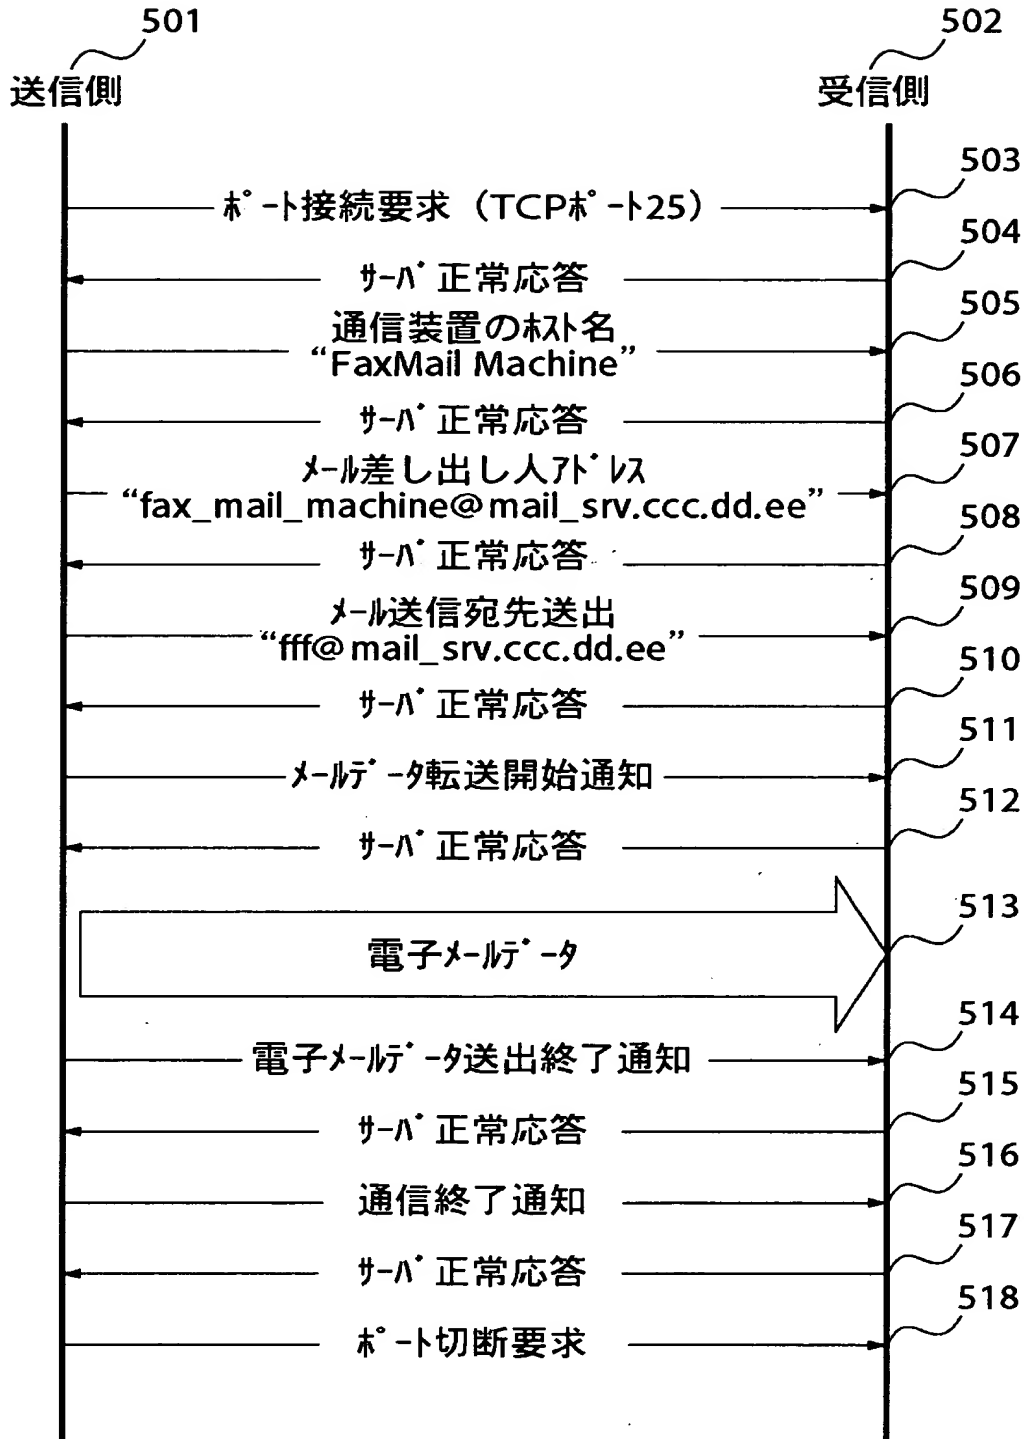 501
502
送信側
受信側
503
ﾎﾟｰﾄ接続要求（TCPﾎﾟｰﾄ25）
504
ｻｰﾊﾞ正常応答
505
通信装置のﾎｽﾄ名
“FaxMail Machine”
506
ｻｰﾊﾞ正常応答
507
ﾒｰﾙ差し出し人ｱﾄﾞﾚｽ
“fax_mail_machine@mail_srv.ccc.dd.ee”
508
ｻｰﾊﾞ正常応答
509
ﾒｰﾙ送信宛先送出
“fff@mail_srv.ccc.dd.ee”
510
ｻｰﾊﾞ正常応答
511
ﾒｰﾙﾃﾞｰﾀ転送開始通知
512
ｻｰﾊﾞ正常応答
513
電子ﾒｰﾙﾃﾞｰﾀ
514
電子ﾒｰﾙﾃﾞｰﾀ送出終了通知
515
ｻｰﾊﾞ正常応答
516
通信終了通知
517
ｻｰﾊﾞ正常応答
518
ﾎﾟｰﾄ切断要求